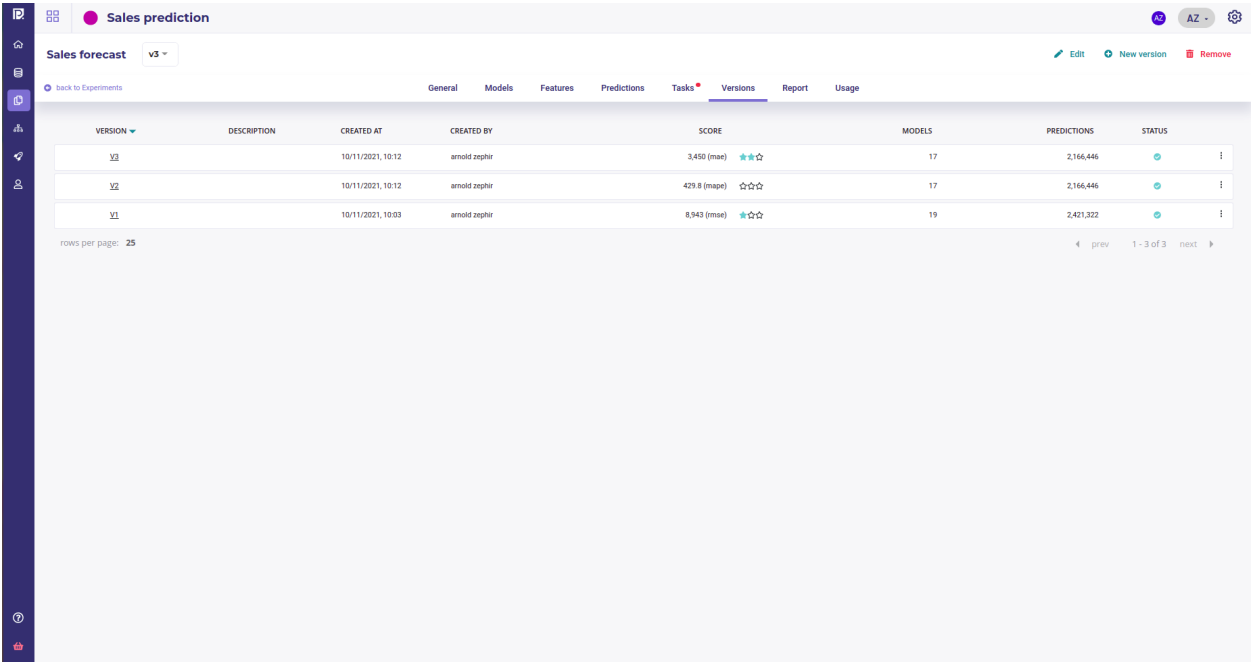 Sales prediction
AZ
AZ
Sales forecast v3
Edit New version Remove
back to Experiments General Models Features Predictions Tasks Versions Report Usage
VERSION DESCRIPTION CREATED AT CREATED BY SCORE MODELS PREDICTIONS STATUS
V3 10/11/2021, 10:12 arnold zephir 3,450 (mae) 17 2,166,446
V2 10/11/2021, 10:12 arnold zephir 429.8 (mape) 17 2,166,446
V1 10/11/2021, 10:03 arnold zephir 8,943 (rmse) 19 2,421,322
rows per page: 25 prev 1 - 3 of 3 next